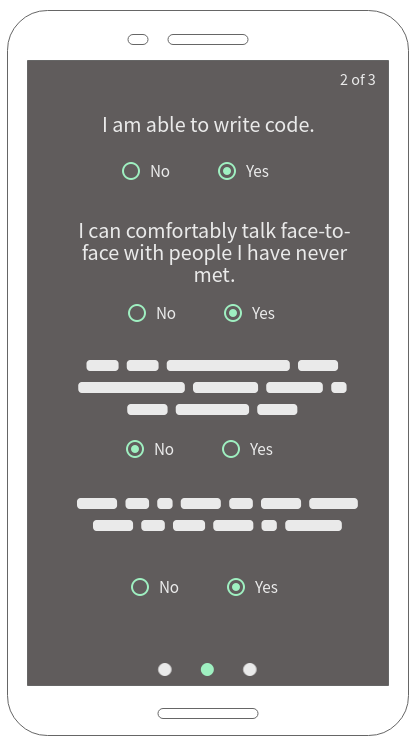 2 of 3
I am able to write code.
No Yes
I can comfortably talk face-to-
face with people I have never
met.
No Yes
No Yes
No Yes